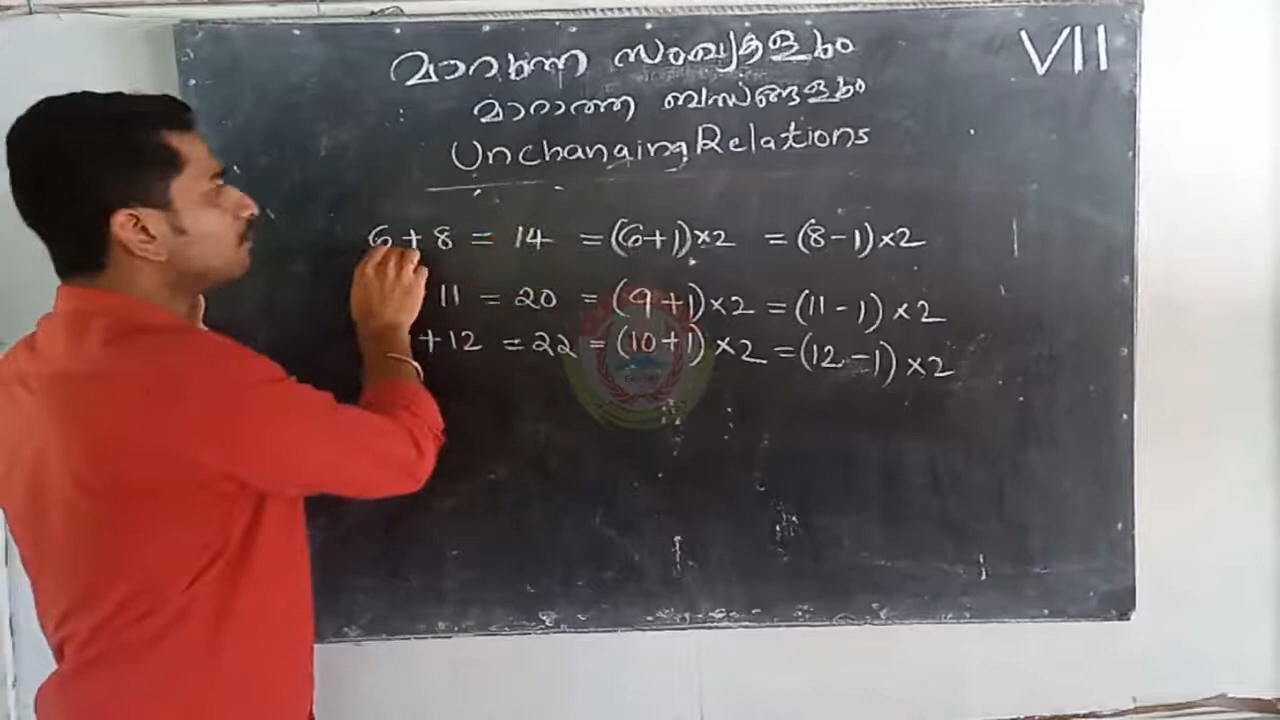 മാറുന്ന സംഖ്യകളും
മാറാത്ത ബന്ധങ്ങളും
Unchanging Relations
VII
6 + 8 = 14 = (6+1)×2 = (8-1)×2
11 = 20 = (9+1)×2 = (11-1)×2
+12 = 22 = (10+1)×2 = (12-1)×2